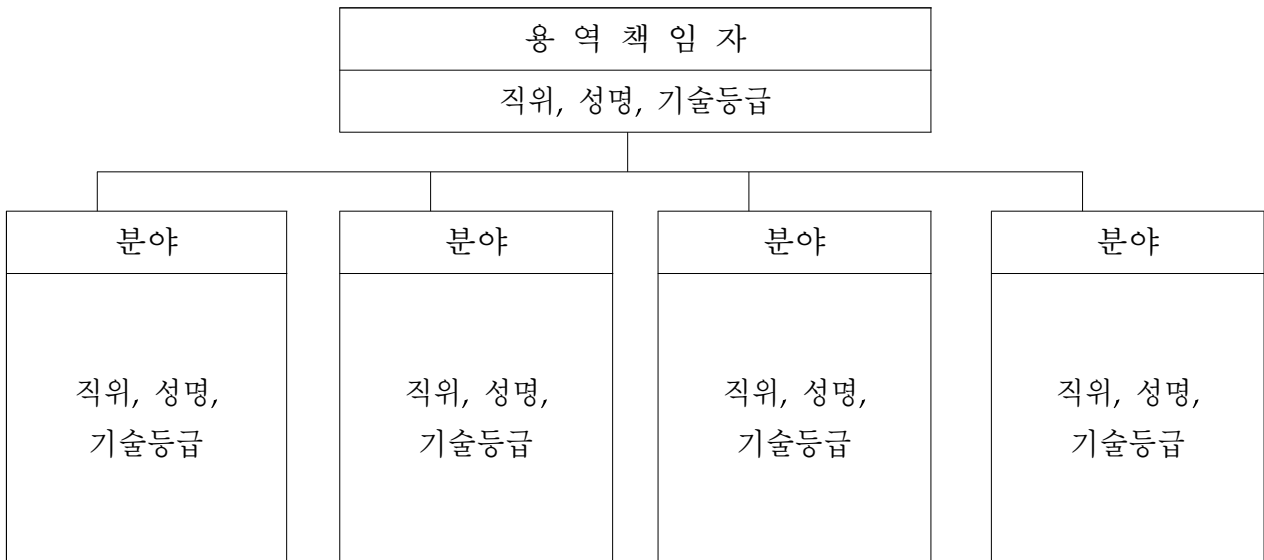 용 역 책 임 자
직위, 성명, 기술등급
분야
분야
분야
분야
직위, 성명,
기술등급
직위, 성명,
기술등급
직위, 성명,
기술등급
직위, 성명,
기술등급